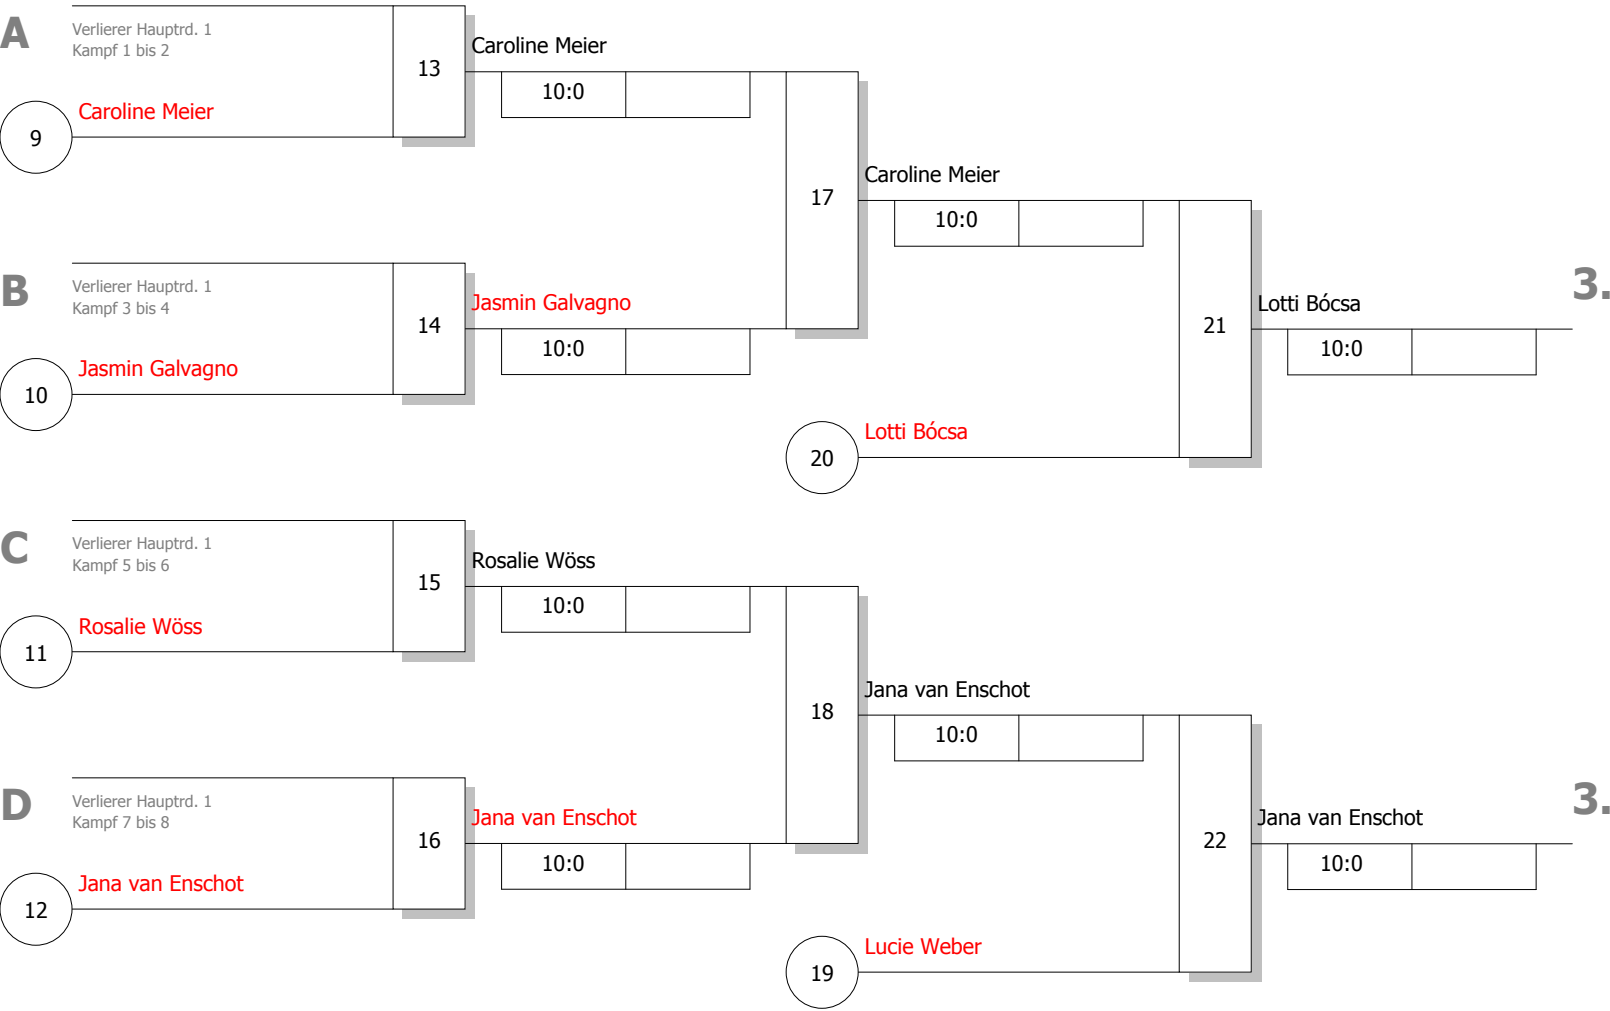 A
Verlierer Hauptrd. 1
Kampf 1 bis 2
13
Caroline Meier
10:0
Caroline Meier
9
17
Caroline Meier
10:0
B
Verlierer Hauptrd. 1
Kampf 3 bis 4
14
Jasmin Galvagno
10:0
Jasmin Galvagno
10
21
Lotti Bócsa
10:0
3.
Lotti Bócsa
20
C
Verlierer Hauptrd. 1
Kampf 5 bis 6
15
Rosalie Wöss
10:0
Rosalie Wöss
11
18
Jana van Enschot
10:0
D
Verlierer Hauptrd. 1
Kampf 7 bis 8
16
Jana van Enschot
10:0
Jana van Enschot
12
22
Jana van Enschot
10:0
3.
Lucie Weber
19